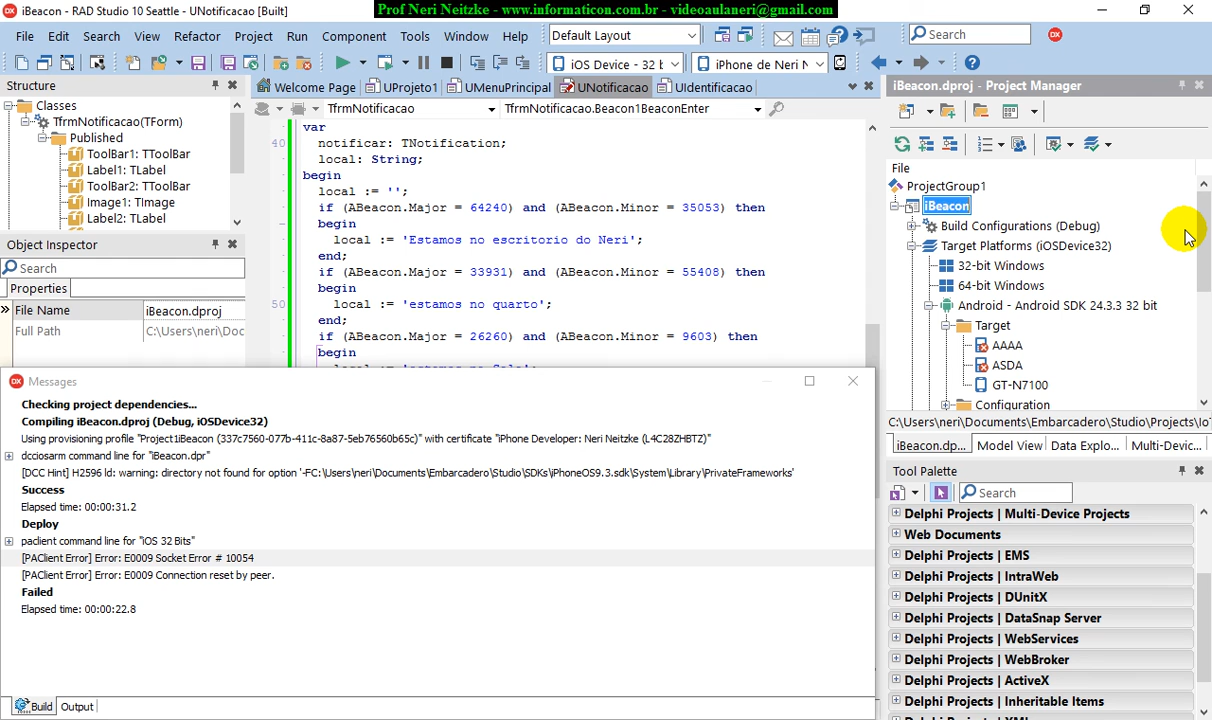 iBeacon - RAD Studio 10 Seattle - UNotificacao [Built]
Prof Neri Neitzke - www.informaticon.com.br - videoaulaneri@gmail.com
File Edit Search View Refactor Project Run Component Tools Window Help
Default Layout
Search
iOS Device - 32 b
iPhone de Neri N
Structure
Welcome Page UProjeto1 UMenuPrincipal UNotificacao UIdentificacao
iBeacon.dproj - Project Manager
Classes
TfrmNotificacao(TForm)
Published
ToolBar1: TToolBar
Label1: TLabel
ToolBar2: TToolBar
Image1: TImage
Label2: TLabel
TfrmNotificacao
TfrmNotificacao.Beacon1BeaconEnter
var
40 notificar: TNotification;
local: String;
begin
local := '';
if (ABeacon.Major = 64240) and (ABeacon.Minor = 35053) then
begin
local := 'Estamos no escritorio do Neri';
end;
if (ABeacon.Major = 33931) and (ABeacon.Minor = 55408) then
begin
50 local := 'estamos no quarto';
end;
if (ABeacon.Major = 26260) and (ABeacon.Minor = 9603) then
begin
Object Inspector
Search
Properties
File Name iBeacon.dproj
Full Path C:\Users\neri\Doc
File
ProjectGroup1
iBeacon
Build Configurations (Debug)
Target Platforms (iOSDevice32)
32-bit Windows
64-bit Windows
Android - Android SDK 24.3.3 32 bit
Target
AAAA
ASDA
GT-N7100
Configuration
C:\Users\neri\Documents\Embarcadero\Studio\Projects\IoT
iBeacon.dp... Model View Data Explo... Multi-Devic...
Messages
Checking project dependencies...
Compiling iBeacon.dproj (Debug, iOSDevice32)
Using provisioning profile "Project1iBeacon (337c7560-077b-411c-8a87-5eb76560b65c)" with certificate "iPhone Developer: Neri Neitzke (L4C28ZHBTZ)"
dcciosarm command line for "iBeacon.dpr"
[DCC Hint] H2596 ld: warning: directory not found for option '-FC:\Users\neri\Documents\Embarcadero\Studio\SDKs\iPhoneOS9.3.sdk\System\Library\PrivateFrameworks'
Success
Elapsed time: 00:00:31.2
Deploy
paclient command line for "iOS 32 Bits"
[PAClient Error] Error: E0009 Socket Error # 10054
[PAClient Error] Error: E0009 Connection reset by peer.
Failed
Elapsed time: 00:00:22.8
Build Output
Tool Palette
Search
Delphi Projects | Multi-Device Projects
Web Documents
Delphi Projects | EMS
Delphi Projects | IntraWeb
Delphi Projects | DUnitX
Delphi Projects | DataSnap Server
Delphi Projects | WebServices
Delphi Projects | WebBroker
Delphi Projects | ActiveX
Delphi Projects | Inheritable Items